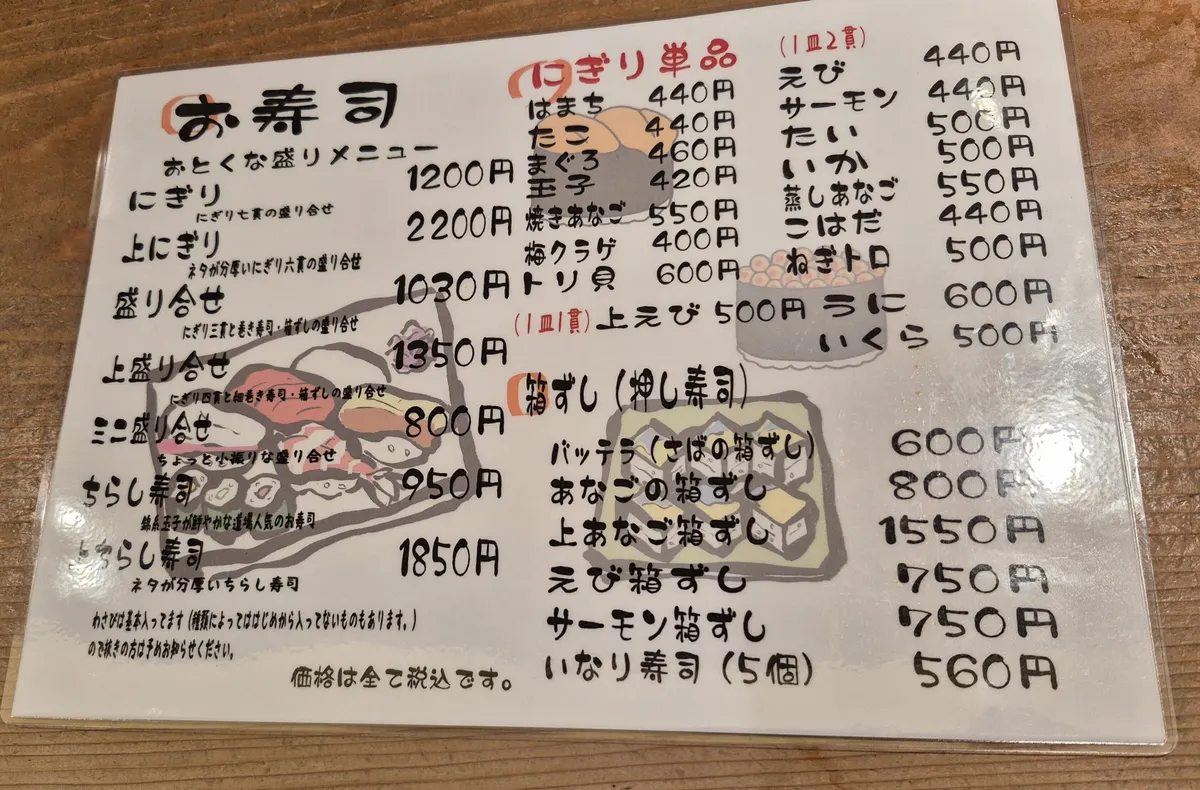 お寿司
おとくな盛りメニュー
にぎり 1200円
にぎり七貫の盛り合せ
上にぎり 2200円
ネタが分厚いにぎり六貫の盛り合せ
盛り合せ 1030円
にぎり三貫と巻き寿司・箱ずしの盛り合せ
上盛り合せ 1350円
にぎり四貫と細巻き寿司・箱ずしの盛り合せ
ミニ盛り合せ 800円
ちょっと小振りな盛り合せ
ちらし寿司 950円
錦糸玉子が鮮やかな道場人気のお寿司
上ちらし寿司 1850円
ネタが分厚いちらし寿司
わさびは基本入ってます(種類によってははじめから入ってないものもあります。)
ので抜きの方は予めお知らせください。
価格は全て税込です。
にぎり単品 (1皿2貫)
はまち 440円
たこ 440円
まぐろ 460円
玉子 420円
焼きあなご 550円
梅クラゲ 400円
トリ貝 600円
えび 440円
サーモン 440円
たい 500円
いか 500円
蒸しあなご 550円
こはだ 440円
ねぎトロ 500円
(1皿1貫) 上えび 500円
うに 600円
いくら 500円
箱ずし(押し寿司)
バッテラ(さばの箱ずし) 600円
あなごの箱ずし 800円
上あなご箱ずし 1550円
えび箱ずし 750円
サーモン箱ずし 750円
いなり寿司(5個) 560円